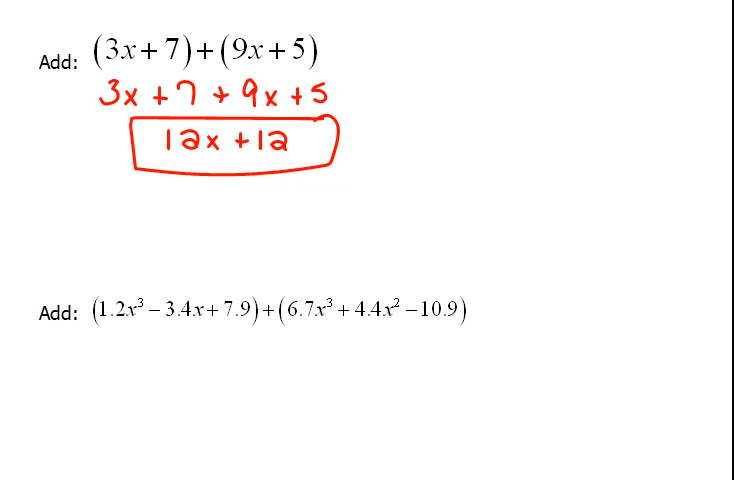 Add: (3x + 7) + (9x + 5)
3x + 7 + 9x + 5
12x + 12
Add: (1.2x³ − 3.4x + 7.9) + (6.7x³ + 4.4x² − 10.9)